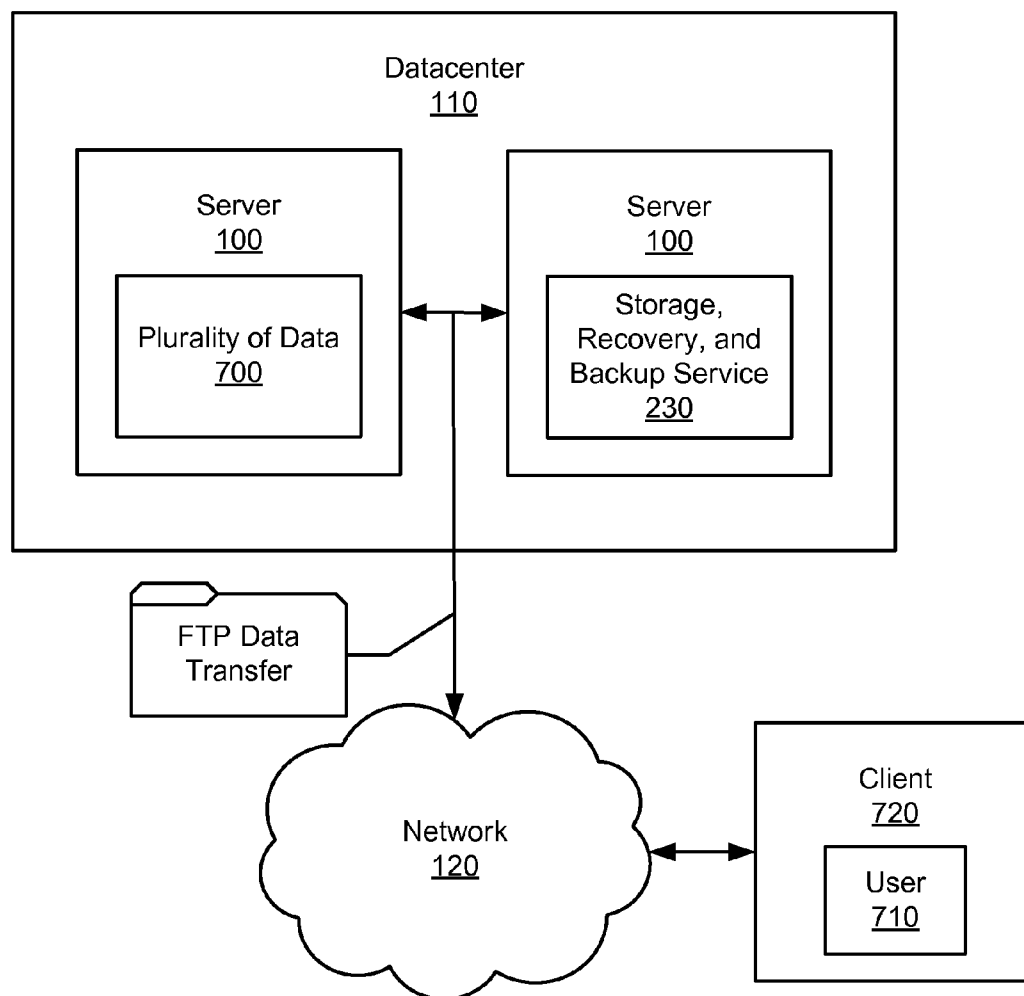 Datacenter
110
Server
100
Plurality of Data
700
Server
100
Storage,
Recovery, and
Backup Service
230
FTP Data
Transfer
Network
120
Client
720
User
710